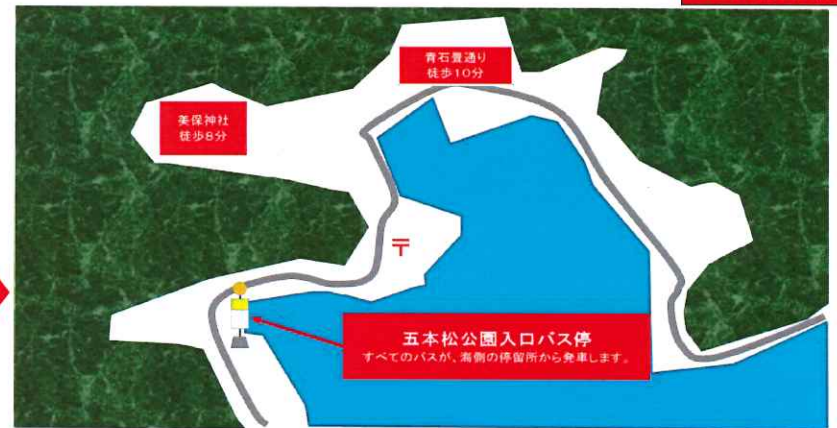 青石畳通り
徒歩10分
美保神社
徒歩8分
〒
五本松公園入口バス停
すべてのバスが、海側の停留所から発車します。